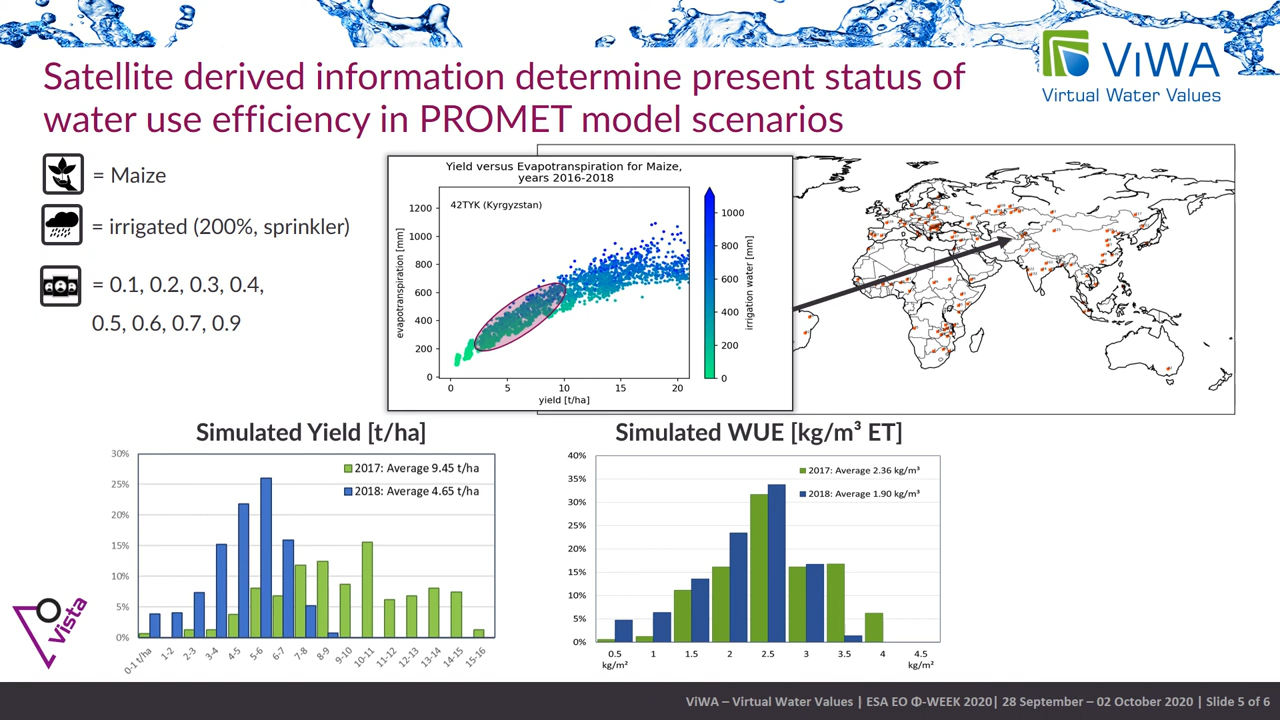 Satellite derived information determine present status of
water use efficiency in PROMET model scenarios
VIWA
Virtual Water Values
= Maize
= irrigated (200%, sprinkler)
= 0.1, 0.2, 0.3, 0.4,
0.5, 0.6, 0.7, 0.9
Yield versus Evapotranspiration for Maize,
years 2016-2018
42TYK (Kyrgyzstan)
evapotranspiration [mm]
1200
1000
800
600
400
200
0
0 5 10 15 20
yield [t/ha]
1000
800
600
400
200
0
irrigation water [mm]
Simulated Yield [t/ha]
30%
25%
20%
15%
10%
5%
0%
2017: Average 9.45 t/ha
2018: Average 4.65 t/ha
0-1 t/ha 1-2 2-3 3-4 4-5 5-6 6-7 7-8 8-9 9-10 10-11 11-12 12-13 13-14 14-15 15-16
Simulated WUE [kg/m³ ET]
40%
35%
30%
25%
20%
15%
10%
5%
0%
2017: Average 2.36 kg/m³
2018: Average 1.90 kg/m³
0.5 1 1.5 2 2.5 3 3.5 4 4.5
kg/m² kg/m²
Vista
ViWA – Virtual Water Values | ESA EO Φ-WEEK 2020| 28 September – 02 October 2020 | Slide 5 of 6